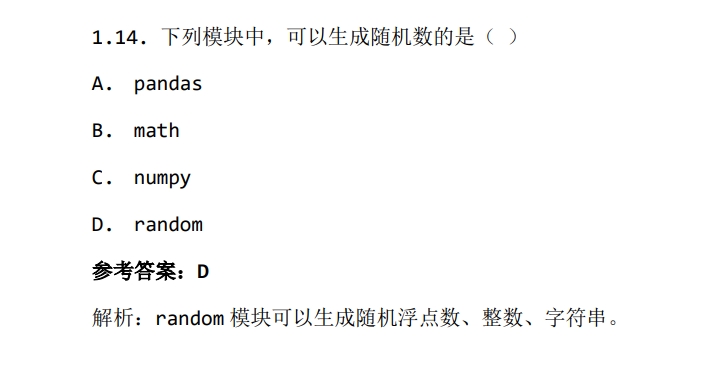 1.14. 下列模块中，可以生成随机数的是（ ）
A. pandas
B. math
C. numpy
D. random
参考答案：D
解析：random 模块可以生成随机浮点数、整数、字符串。